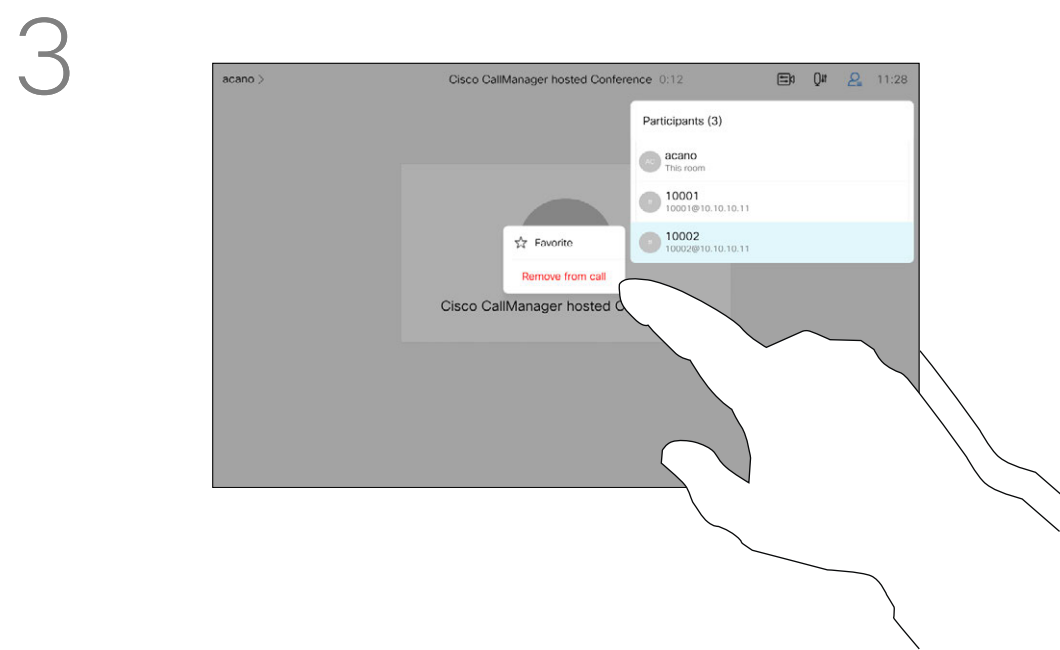 3
acano >
Cisco CallManager hosted Conference 0:12
11:28
Participants (3)
AC
acano
This room
10001
10001@10.10.10.11
10002
10002@10.10.10.11
Favorite
Remove from call
Cisco CallManager hosted C